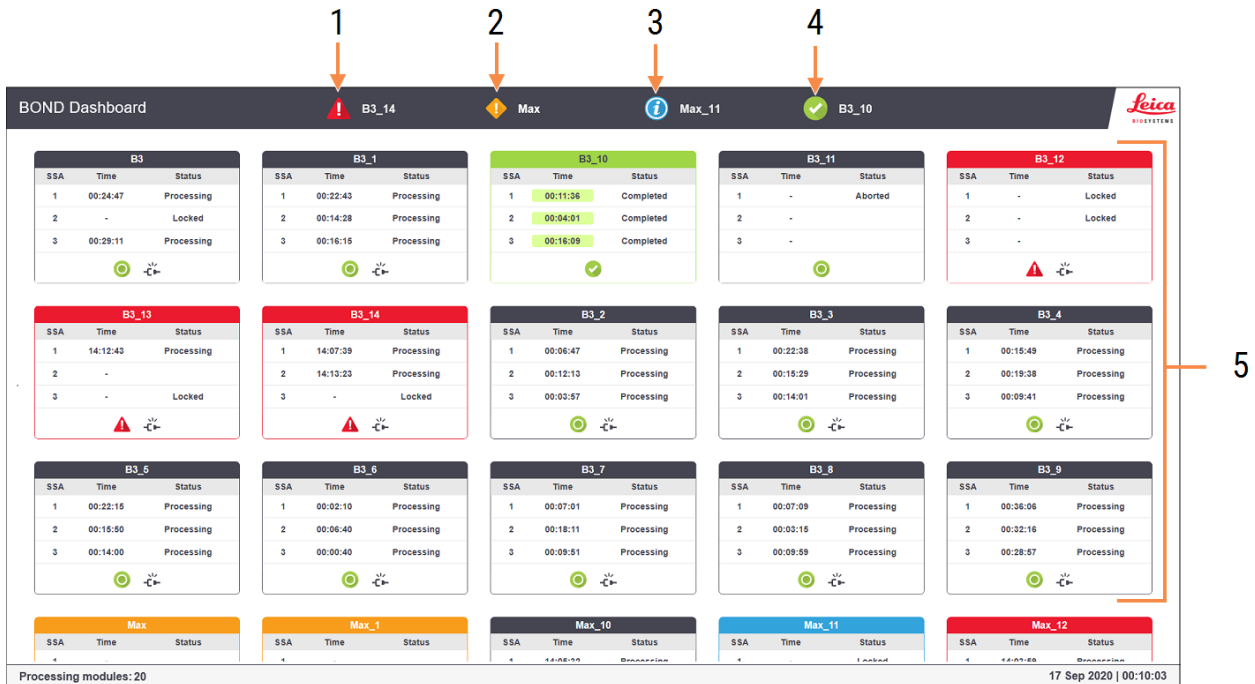 1 2 3 4
BOND Dashboard B3_14 Max Max_11 B3_10 Leica
BIOSYSTEMS
B3 B3_1 B3_10 B3_11 B3_12
SSA Time Status SSA Time Status SSA Time Status SSA Time Status SSA Time Status
1 00:24:47 Processing 1 00:22:43 Processing 1 00:11:36 Completed 1 - Aborted 1 - Locked
2 - Locked 2 00:14:28 Processing 2 00:04:01 Completed 2 - 2 - Locked
3 00:29:11 Processing 3 00:16:15 Processing 3 00:16:09 Completed 3 - 3 -
B3_13 B3_14 B3_2 B3_3 B3_4
SSA Time Status SSA Time Status SSA Time Status SSA Time Status SSA Time Status
1 14:12:43 Processing 1 14:07:39 Processing 1 00:06:47 Processing 1 00:22:38 Processing 1 00:15:49 Processing
2 - 2 14:13:23 Processing 2 00:12:13 Processing 2 00:15:29 Processing 2 00:19:38 Processing
3 - Locked 3 - Locked 3 00:03:57 Processing 3 00:14:01 Processing 3 00:09:41 Processing
5
B3_5 B3_6 B3_7 B3_8 B3_9
SSA Time Status SSA Time Status SSA Time Status SSA Time Status SSA Time Status
1 00:22:15 Processing 1 00:02:10 Processing 1 00:07:01 Processing 1 00:07:09 Processing 1 00:36:06 Processing
2 00:15:50 Processing 2 00:06:40 Processing 2 00:18:11 Processing 2 00:03:15 Processing 2 00:32:16 Processing
3 00:14:00 Processing 3 00:00:40 Processing 3 00:09:51 Processing 3 00:09:59 Processing 3 00:28:57 Processing
Max Max_1 Max_10 Max_11 Max_12
SSA Time Status SSA Time Status SSA Time Status SSA Time Status SSA Time Status
1 - 1 - 1 Processing 1 - Locked 1 Processing
Processing modules: 20 17 Sep 2020 | 00:10:03